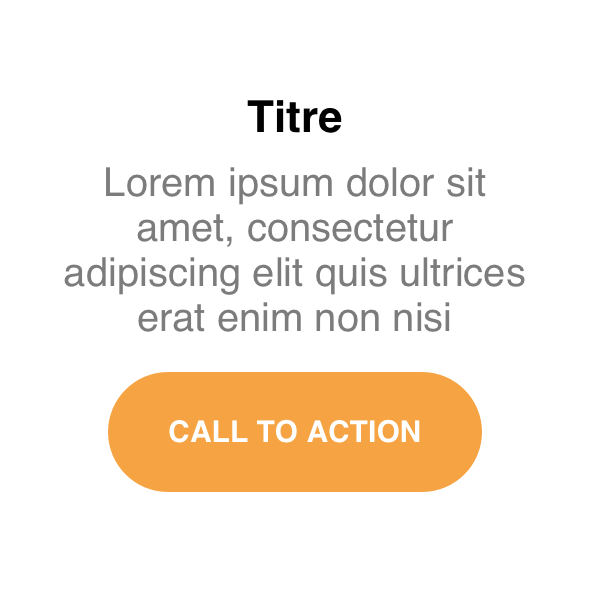 Titre
Lorem ipsum dolor sit
amet, consectetur
adipiscing elit quis ultrices
erat enim non nisi
CALL TO ACTION